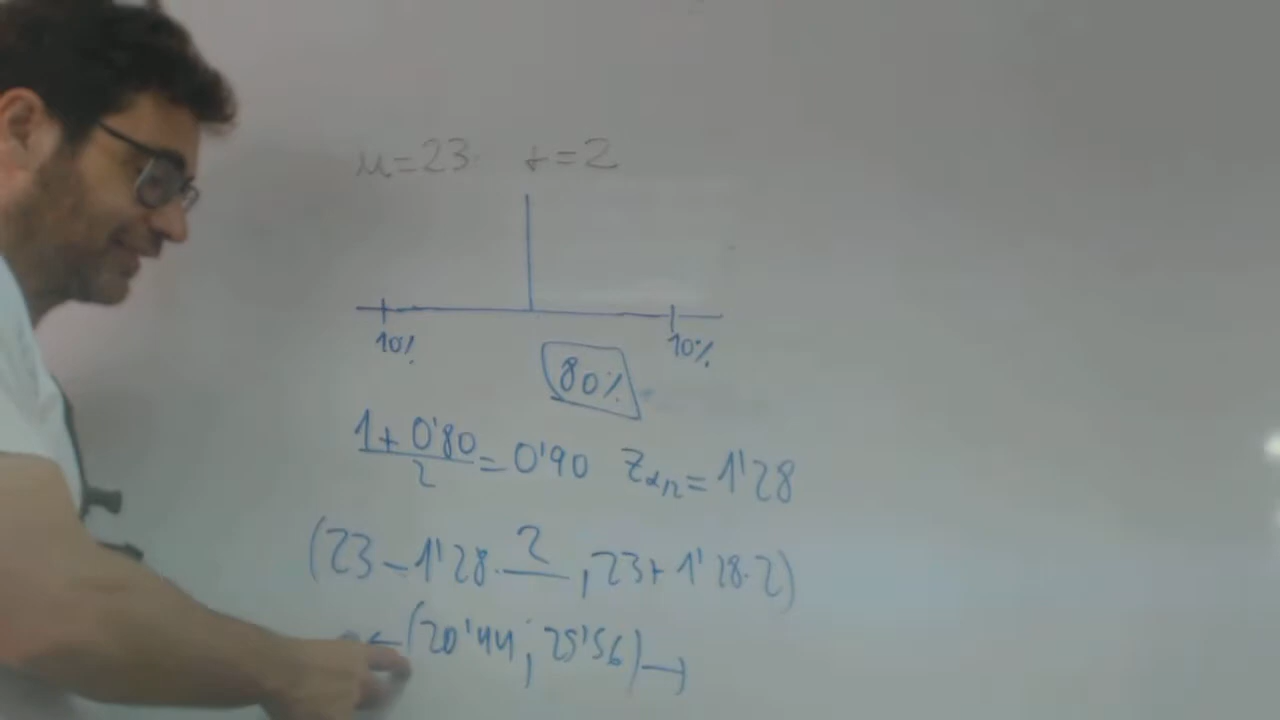 μ=23 σ=2
10% 10%
80%
1+0'80/2=0'90 Zα/2=1'28
(23-1'28·2/ , 23+1'28·2)
←(20'44; 25'56)→